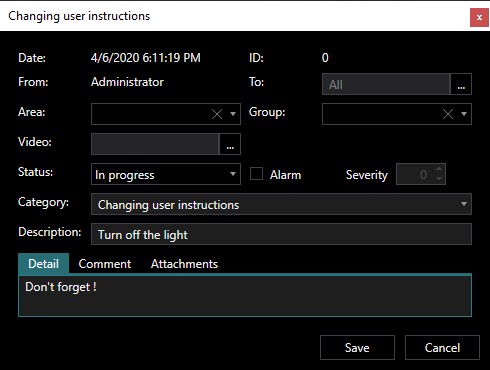 Changing user instructions x
Date: 4/6/2020 6:11:19 PM ID: 0
From: Administrator To: All ...
Area: Group:
Video: ...
Status: In progress Alarm Severity 0
Category: Changing user instructions
Description: Turn off the light
Detail Comment Attachments
Don't forget !
Save Cancel